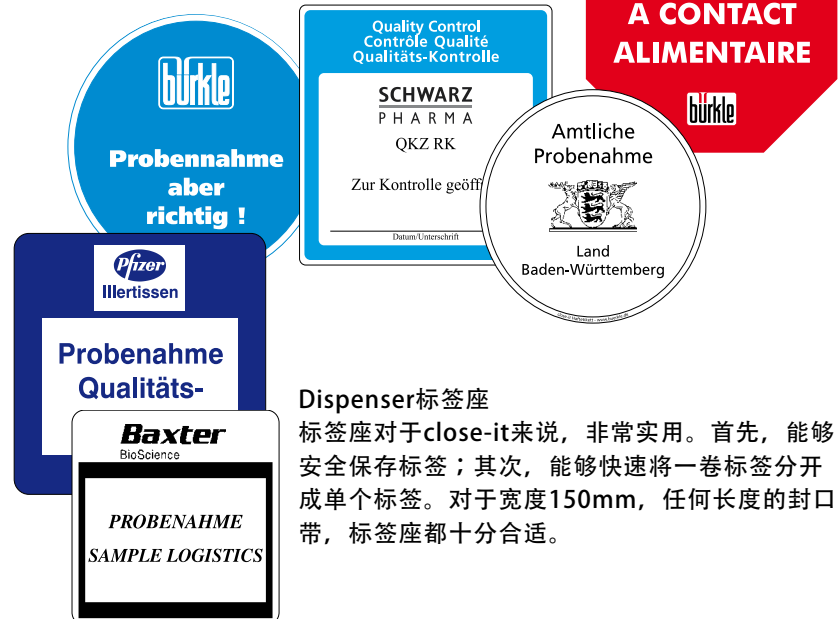 bürkle
Probennahme
aber
richtig !
Quality Control
Contrôle Qualité
Qualitäts-Kontrolle
SCHWARZ
PHARMA
QKZ RK
Zur Kontrolle geöff
Datum/Unterschrift
A CONTACT
ALIMENTAIRE
bürkle
Amtliche
Probenahme
Land
Baden-Württemberg
Pfizer
Illertissen
Probenahme
Qualitäts-
Baxter
BioScience
PROBENAHME
SAMPLE LOGISTICS
Dispenser标签座
标签座对于close-it来说，非常实用。首先，能够
安全保存标签；其次，能够快速将一卷标签分开
成单个标签。对于宽度150mm，任何长度的封口
带，标签座都十分合适。